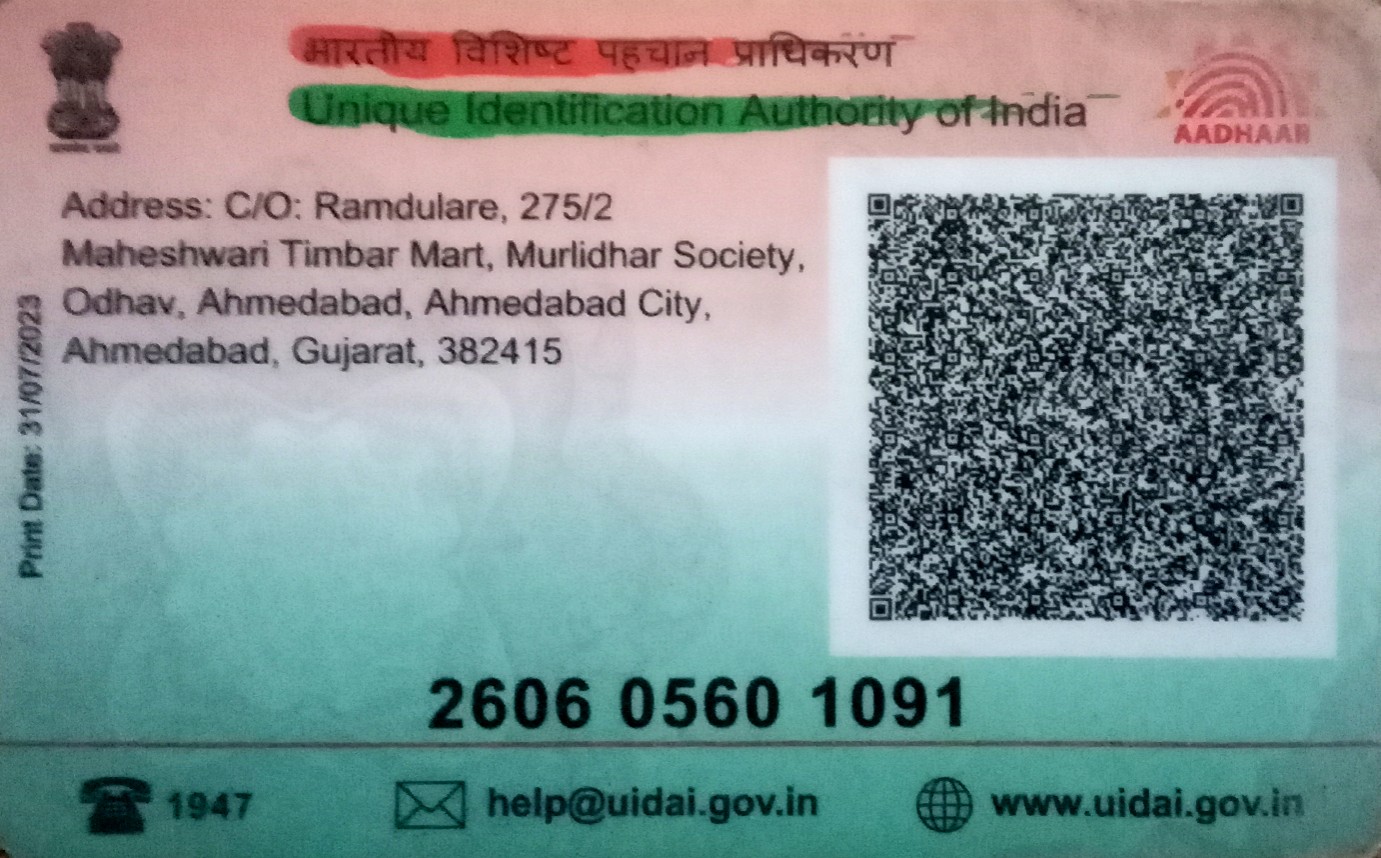 भारतीय विशिष्ट पहचान प्राधिकरण
Unique Identification Authority of India
AADHAAR
Address: C/O: Ramdulare, 275/2
Maheshwari Timbar Mart, Murlidhar Society,
Odhav, Ahmedabad, Ahmedabad City,
Ahmedabad, Gujarat, 382415
Print Date: 31/07/2023
2606 0560 1091
1947
help@uidai.gov.in
www.uidai.gov.in